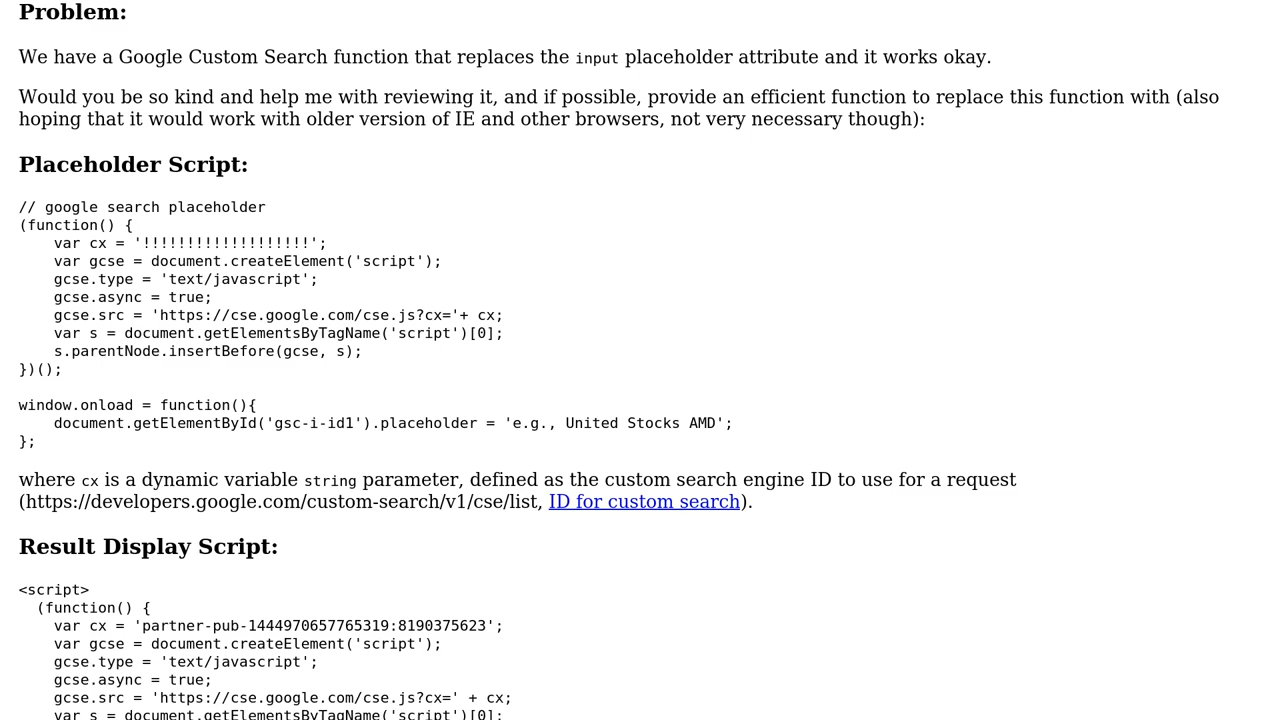 Problem:
We have a Google Custom Search function that replaces the input placeholder attribute and it works okay.
Would you be so kind and help me with reviewing it, and if possible, provide an efficient function to replace this function with (also
hoping that it would work with older version of IE and other browsers, not very necessary though):
Placeholder Script:
// google search placeholder
(function() {
    var cx = '!!!!!!!!!!!!!!!!!!!';
    var gcse = document.createElement('script');
    gcse.type = 'text/javascript';
    gcse.async = true;
    gcse.src = 'https://cse.google.com/cse.js?cx='+ cx;
    var s = document.getElementsByTagName('script')[0];
    s.parentNode.insertBefore(gcse, s);
})();
window.onload = function(){
    document.getElementById('gsc-i-id1').placeholder = 'e.g., United Stocks AMD';
};
where cx is a dynamic variable string parameter, defined as the custom search engine ID to use for a request
(https://developers.google.com/custom-search/v1/cse/list, ID for custom search).
Result Display Script:
<script>
  (function() {
    var cx = 'partner-pub-1444970657765319:8190375623';
    var gcse = document.createElement('script');
    gcse.type = 'text/javascript';
    gcse.async = true;
    gcse.src = 'https://cse.google.com/cse.js?cx=' + cx;
    var s = document.getElementsByTagName('script')[0];